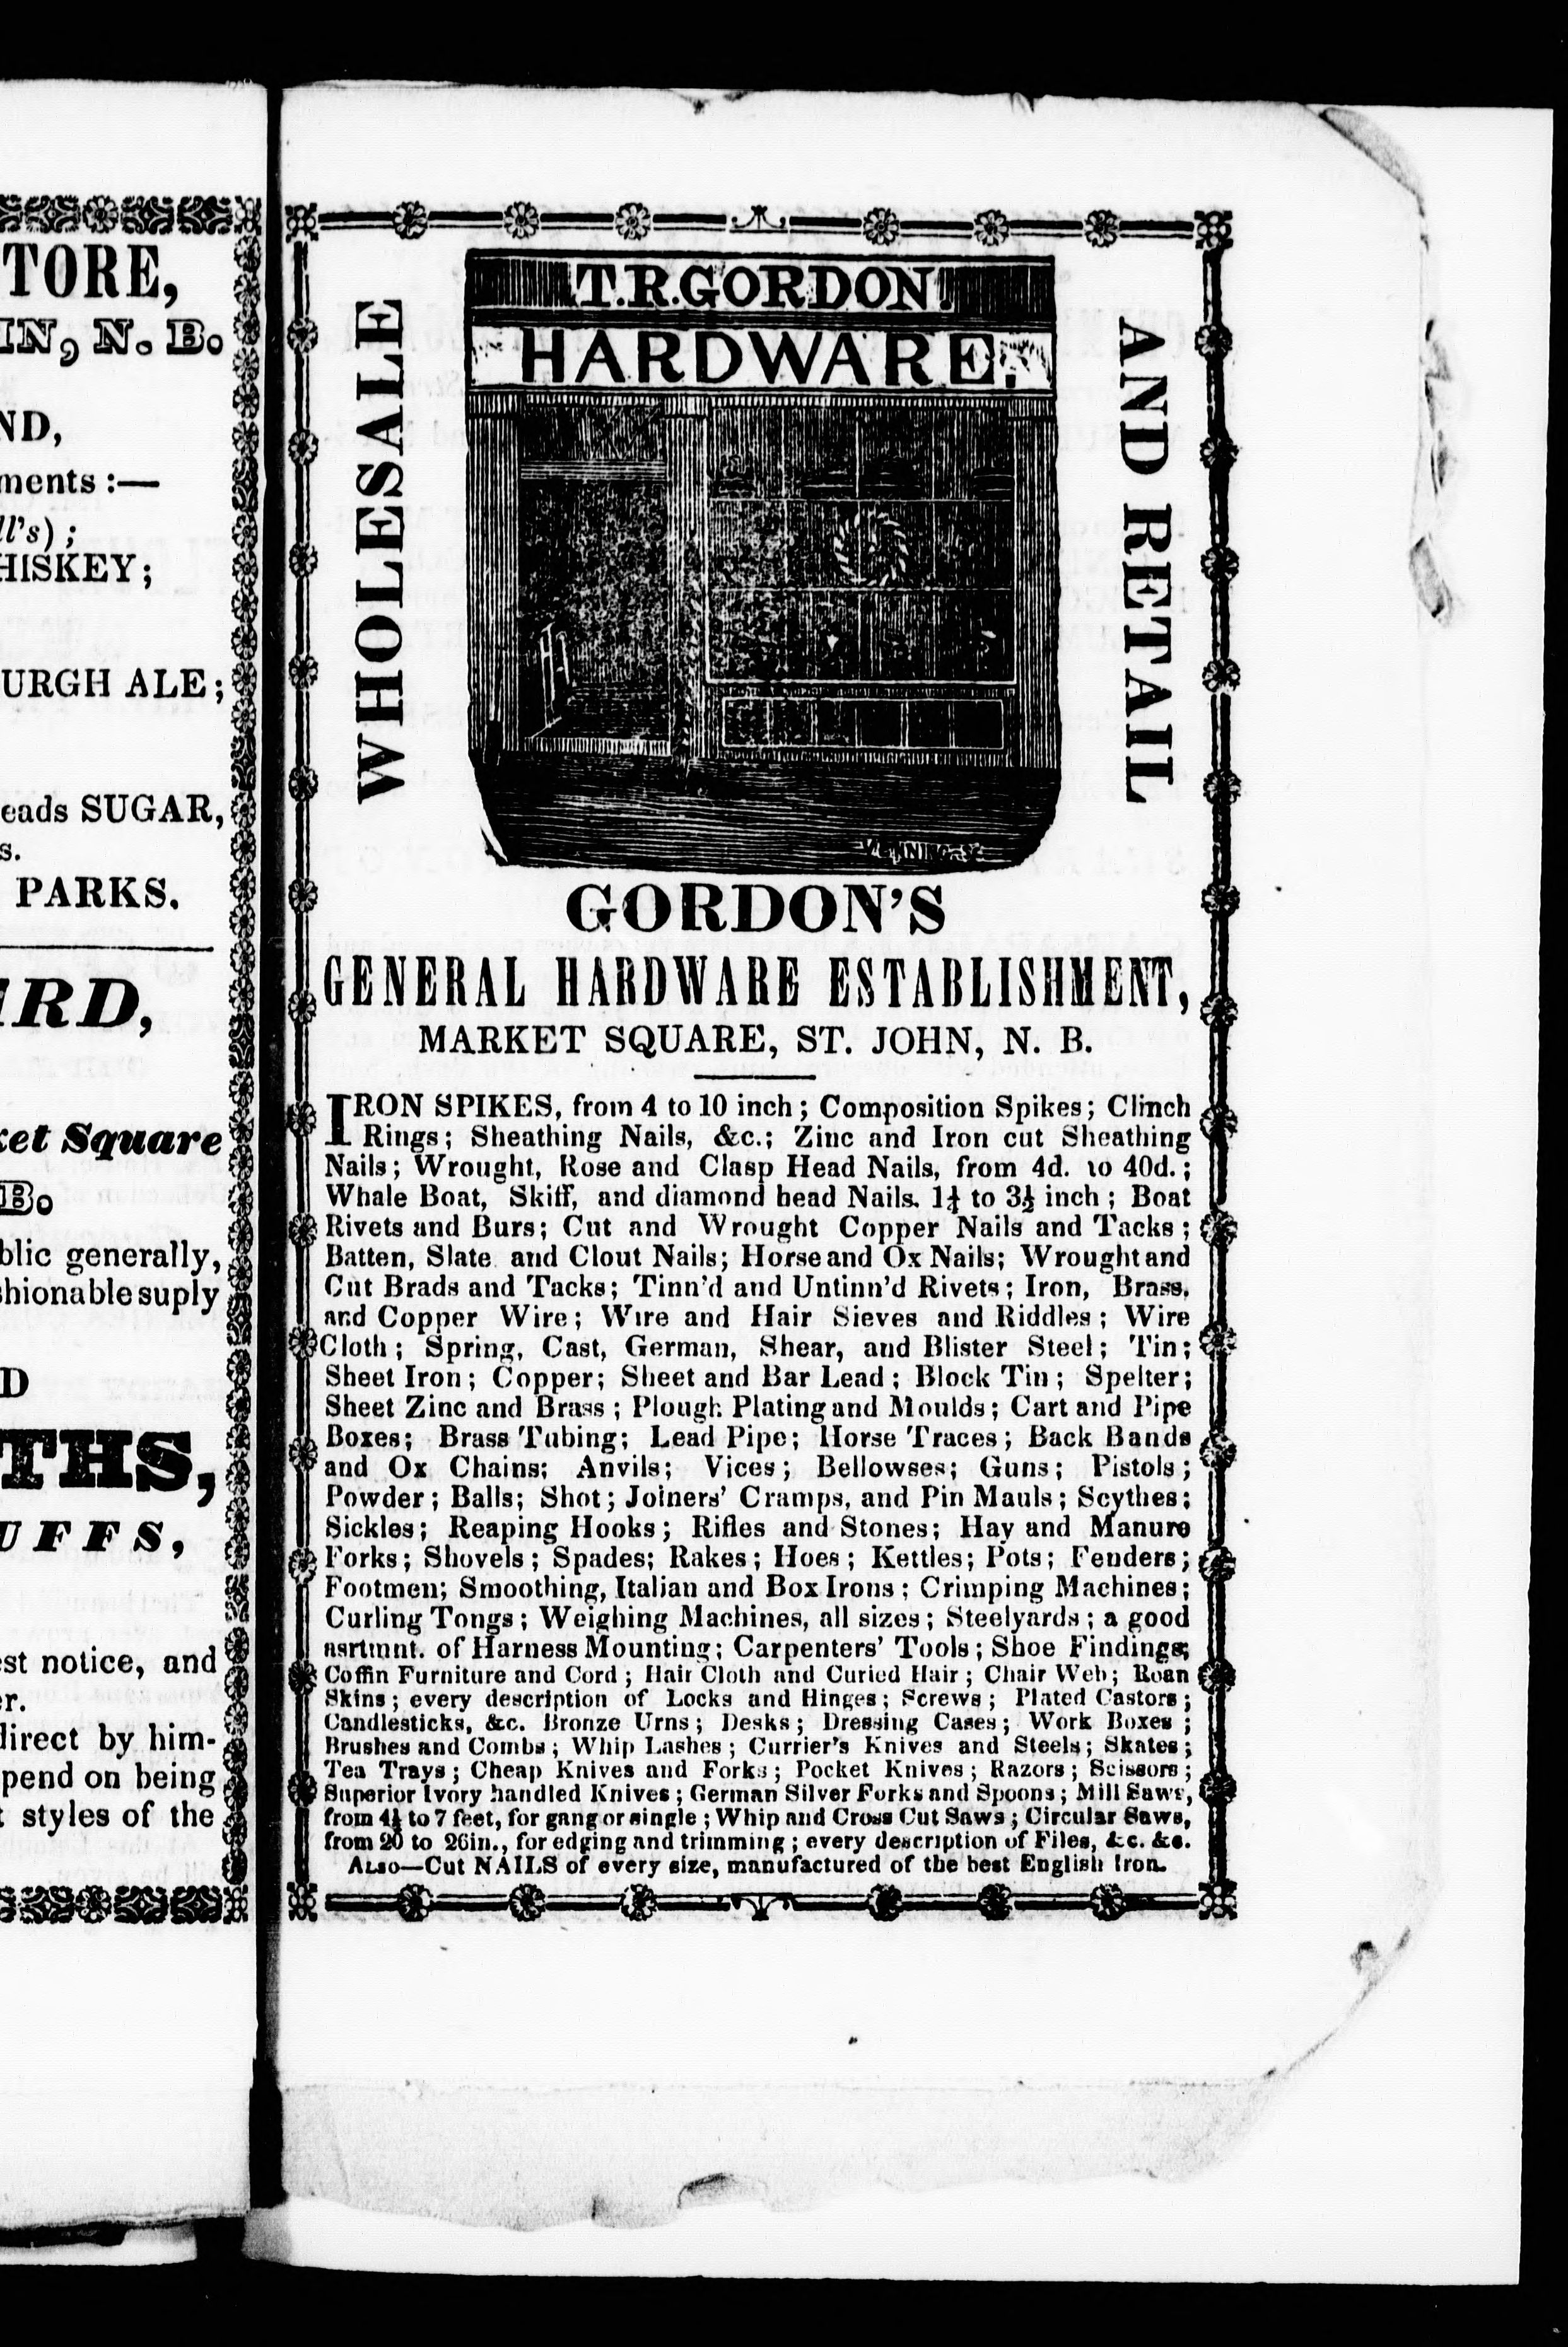 TORE,
IN, N. B.
ND,
ments :—
ll's) ;
HISKEY;
URGH ALE;
eads SUGAR,
s.
PARKS.
IRD,
ket Square
B.
blic generally,
shionable suply
D
THS,
UFFS,
est notice, and
er.
direct by him-
pend on being
t styles of the
WHOLESALE
T.R.GORDON!
HARDWARE.
AND RETAIL
GORDON'S
GENERAL HARDWARE ESTABLISHMENT,
MARKET SQUARE, ST. JOHN, N. B.
IRON SPIKES, from 4 to 10 inch; Composition Spikes; Clinch
Rings; Sheathing Nails, &c.; Zinc and Iron cut Sheathing
Nails; Wrought, Rose and Clasp Head Nails, from 4d. to 40d.;
Whale Boat, Skiff, and diamond head Nails. 1¼ to 3½ inch; Boat
Rivets and Burs; Cut and Wrought Copper Nails and Tacks;
Batten, Slate and Clout Nails; Horse and Ox Nails; Wrought and
Cut Brads and Tacks; Tinn'd and Untinn'd Rivets; Iron, Brass,
and Copper Wire; Wire and Hair Sieves and Riddles; Wire
Cloth; Spring, Cast, German, Shear, and Blister Steel; Tin;
Sheet Iron; Copper; Sheet and Bar Lead; Block Tin; Spelter;
Sheet Zinc and Brass; Plough Plating and Moulds; Cart and Pipe
Boxes; Brass Tubing; Lead Pipe; Horse Traces; Back Bands
and Ox Chains; Anvils; Vices; Bellowses; Guns; Pistols;
Powder; Balls; Shot; Joiners' Cramps, and Pin Mauls; Scythes;
Sickles; Reaping Hooks; Rifles and Stones; Hay and Manure
Forks; Shovels; Spades; Rakes; Hoes; Kettles; Pots; Fenders;
Footmen; Smoothing, Italian and Box Irons; Crimping Machines;
Curling Tongs; Weighing Machines, all sizes; Steelyards; a good
asrtmnt. of Harness Mounting; Carpenters' Tools; Shoe Findings;
Coffin Furniture and Cord; Hair Cloth and Curled Hair; Chair Web; Roan
Skins; every description of Locks and Hinges; Screws; Plated Castors;
Candlesticks, &c. Bronze Urns; Desks; Dressing Cases; Work Boxes;
Brushes and Combs; Whip Lashes; Currier's Knives and Steels; Skates;
Tea Trays; Cheap Knives and Forks; Pocket Knives; Razors; Scissors;
Superior Ivory handled Knives; German Silver Forks and Spoons; Mill Saws,
from 4½ to 7 feet, for gang or single; Whip and Cross Cut Saws; Circular Saws,
from 20 to 26in., for edging and trimming; every description of Files, &c. &c.
ALSO—Cut NAILS of every size, manufactured of the best English Iron.